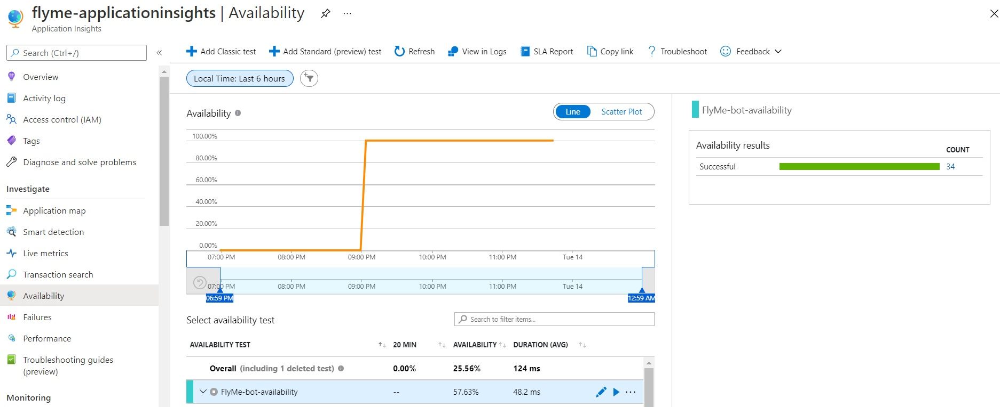 flyme-applicationinsights | Availability ...
Application Insights
Search (Ctrl+/)
«
Overview
Activity log
Access control (IAM)
Tags
Diagnose and solve problems
Investigate
Application map
Smart detection
Live metrics
Transaction search
Availability
Failures
Performance
Troubleshooting guides
(preview)
Monitoring
Add Classic test
Add Standard (preview) test
Refresh
View in Logs
SLA Report
Copy link
Troubleshoot
Feedback
Local Time: Last 6 hours
Availability
Line
Scatter Plot
100.00%
80.00%
60.00%
40.00%
20.00%
0.00%
07:00 PM 08:00 PM 09:00 PM 10:00 PM 11:00 PM Tue 14
07:00 PM 08:00 PM 09:00 PM 10:00 PM 11:00 PM Tue 14
06:59 PM 12:59 AM
Select availability test
Search to filter items...
AVAILABILITY TEST 20 MIN AVAILABILITY DURATION (AVG)
Overall (including 1 deleted test) 0.00% 25.56% 124 ms
FlyMe-bot-availability -- 57.63% 48.2 ms ...
FlyMe-bot-availability
Availability results
COUNT
Successful 34